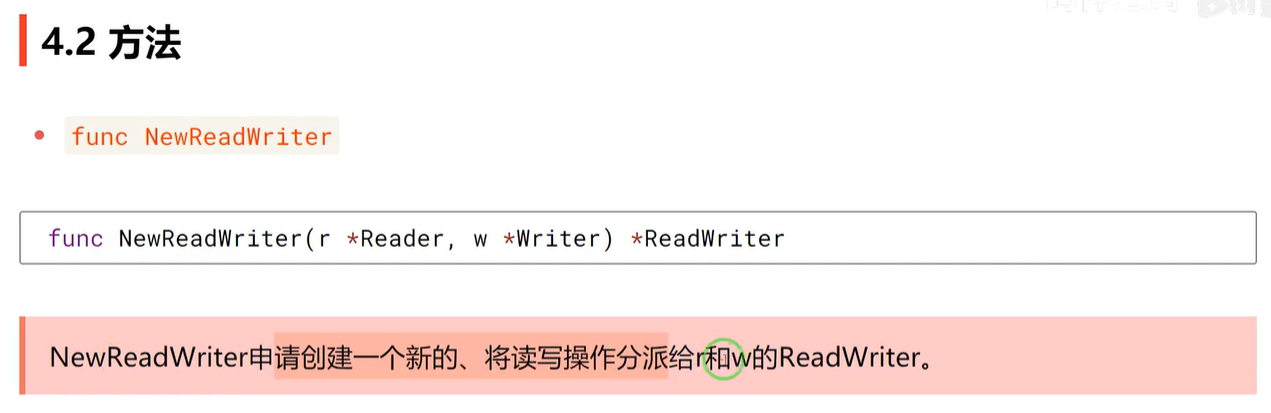 4.2 方法
func NewReadWriter
func NewReadWriter(r *Reader, w *Writer) *ReadWriter
NewReadWriter申请创建一个新的、将读写操作分派给r和w的ReadWriter。